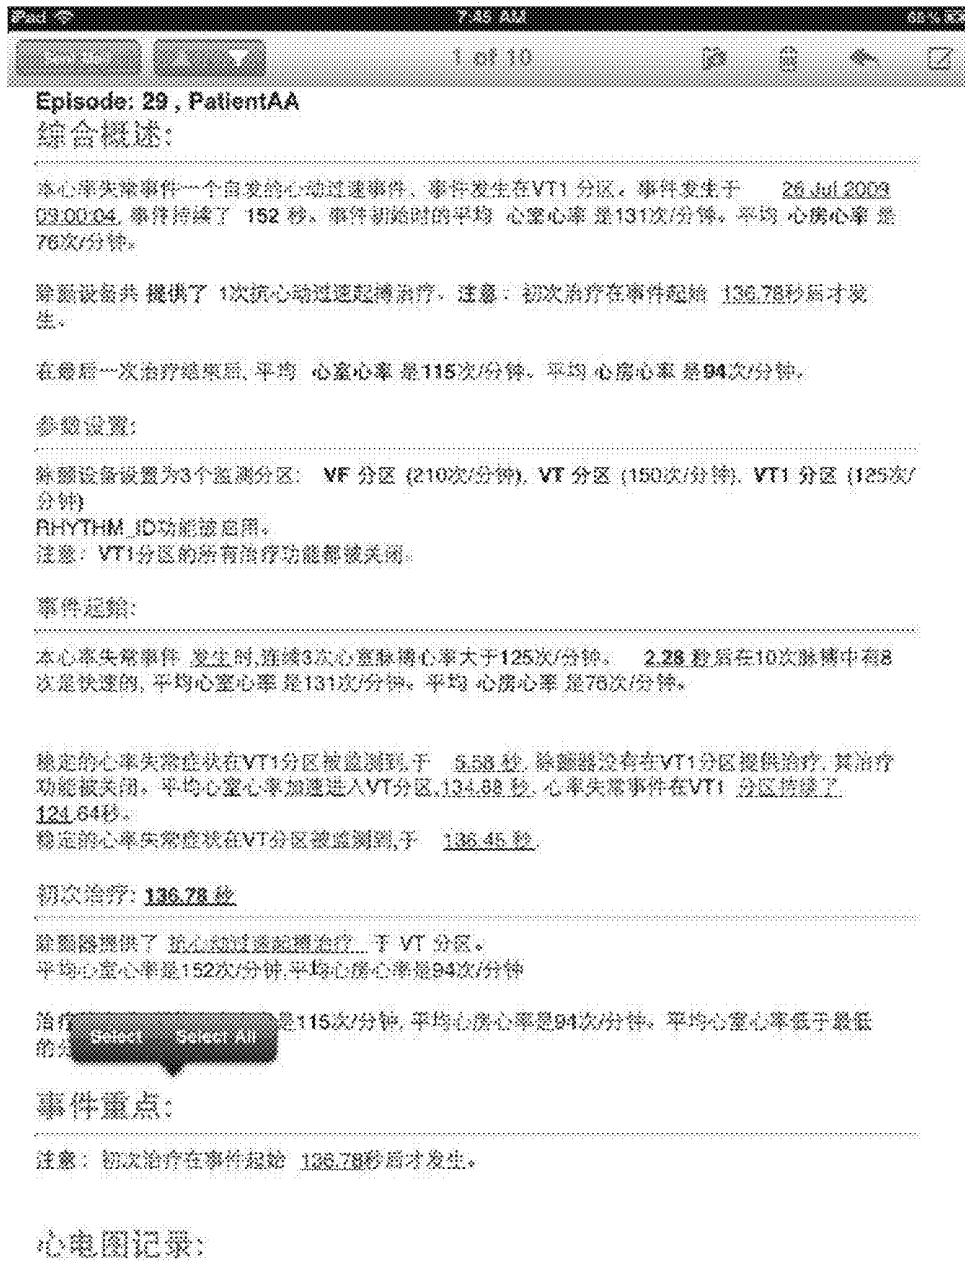 iPad 7:45 AM 68%
1 of 10
Episode: 29 , PatientAA
综合概述:
本心率失常事件一个自发的心动过速事件、事件发生在VT1 分区。事件发生于 26 Jul 2009
09:00:04, 事件持续了 152 秒。事件初始时的平均 心室心率 是131次/分钟。平均 心房心率 是
76次/分钟。
除颤设备共 提供了 1次抗心动过速起搏治疗。注意： 初次治疗在事件起始 136.78秒后才发
生。
在最后一次治疗结束后, 平均 心室心率 是115次/分钟。平均 心房心率 是94次/分钟。
参数设置:
除颤设备设置为3个监测分区: VF 分区 (210次/分钟), VT 分区 (150次/分钟), VT1 分区 (125次/
分钟)
RHYTHM_ID功能被启用。
注意：VT1分区的所有治疗功能都被关闭。
事件起始:
本心率失常事件 发生时,连续3次心室脉搏心率大于125次/分钟。 2.28 秒后在10次脉搏中有8
次是快速的, 平均心室心率 是131次/分钟。平均 心房心率 是76次/分钟。
稳定的心率失常症状在VT1分区被监测到,于 5.58 秒, 除颤器没有在VT1分区提供治疗, 其治疗
功能被关闭。平均心室心率加速进入VT分区,134.88 秒, 心率失常事件在VT1 分区持续了
124.64秒。
稳定的心率失常症状在VT分区被监测到,于 136.45 秒.
初次治疗: 136.78 秒
除颤器提供了 抗心动过速起搏治疗 于 VT 分区。
平均心室心率是152次/分钟,平均心房心率是94次/分钟
治疗 是115次/分钟, 平均心房心率是94次/分钟。平均心室心率低于最低
的分
Select Select All
事件重点:
注意： 初次治疗在事件起始 136.78秒后才发生。
心电图记录: